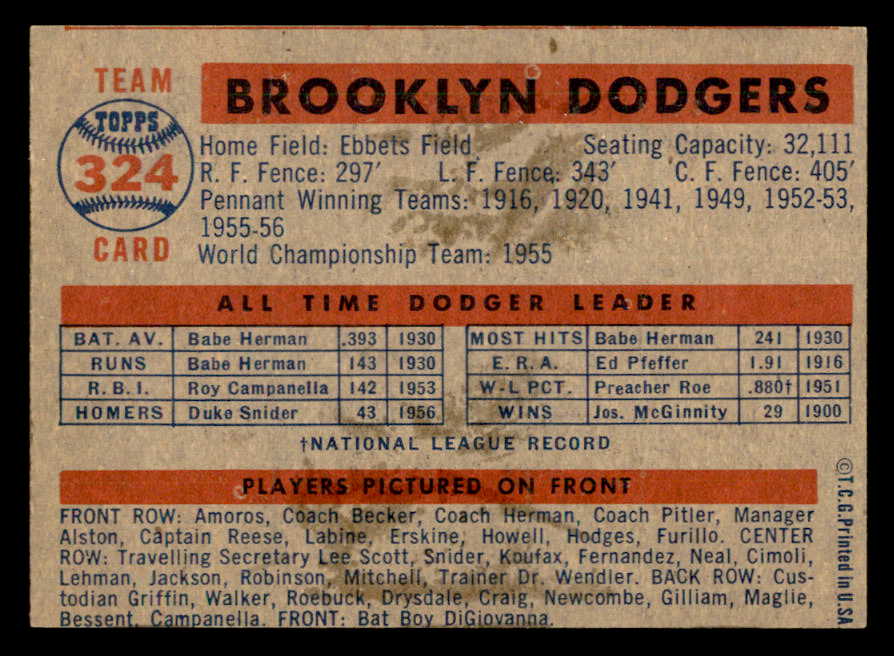 TEAM
TOPPS
324
CARD
BROOKLYN DODGERS
Home Field: Ebbets Field Seating Capacity: 32,111
R. F. Fence: 297′ L. F. Fence: 343′ C. F. Fence: 405′
Pennant Winning Teams: 1916, 1920, 1941, 1949, 1952-53,
1955-56
World Championship Team: 1955
ALL TIME DODGER LEADER
BAT. AV. Babe Herman .393 1930 MOST HITS Babe Herman 241 1930
RUNS Babe Herman 143 1930 E. R. A. Ed Pfeffer 1.91 1916
R. B. I. Roy Campanella 142 1953 W-L PCT. Preacher Roe .880† 1951
HOMERS Duke Snider 43 1956 WINS Jos. McGinnity 29 1900
†NATIONAL LEAGUE RECORD
PLAYERS PICTURED ON FRONT
FRONT ROW: Amoros, Coach Becker, Coach Herman, Coach Pitler, Manager
Alston, Captain Reese, Labine, Erskine, Howell, Hodges, Furillo. CENTER
ROW: Travelling Secretary Lee Scott, Snider, Koufax, Fernandez, Neal, Cimoli,
Lehman, Jackson, Robinson, Mitchell, Trainer Dr. Wendler. BACK ROW: Cus-
todian Griffin, Walker, Roebuck, Drysdale, Craig, Newcombe, Gilliam, Maglie,
Bessent, Campanella. FRONT: Bat Boy DiGiovanna.
©T.C.G. Printed in U.S.A